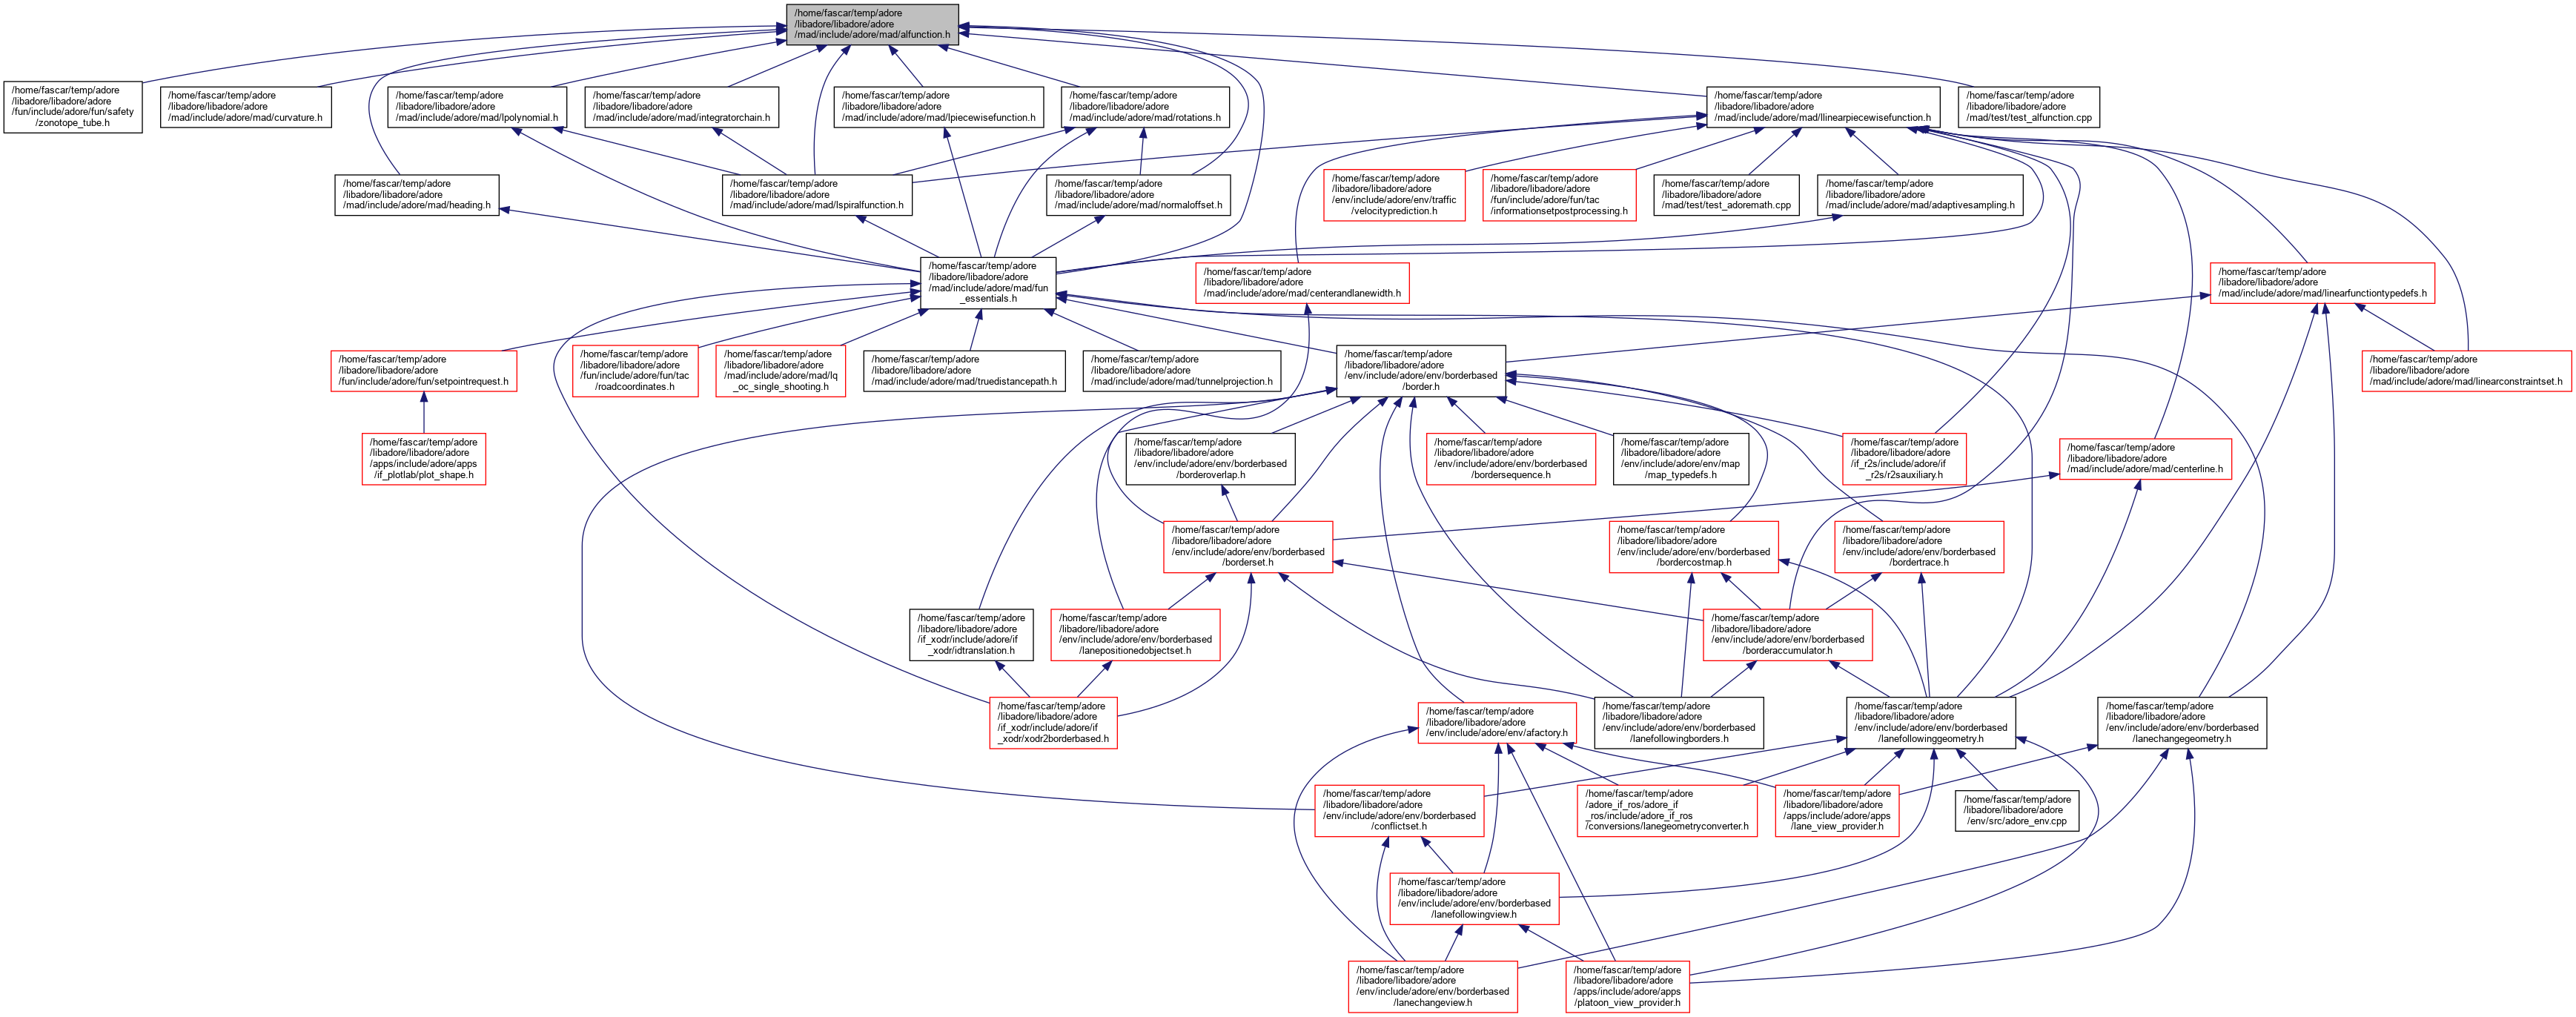 /home/fascar/temp/adore
/libadore/libadore/adore
/mad/include/adore/mad/alfunction.h
/home/fascar/temp/adore
/libadore/libadore/adore
/fun/include/adore/fun/safety
/zonotope_tube.h
/home/fascar/temp/adore
/libadore/libadore/adore
/mad/include/adore/mad/curvature.h
/home/fascar/temp/adore
/libadore/libadore/adore
/mad/include/adore/mad/lpolynomial.h
/home/fascar/temp/adore
/libadore/libadore/adore
/mad/include/adore/mad/integratorchain.h
/home/fascar/temp/adore
/libadore/libadore/adore
/mad/include/adore/mad/lpiecewisefunction.h
/home/fascar/temp/adore
/libadore/libadore/adore
/mad/include/adore/mad/rotations.h
/home/fascar/temp/adore
/libadore/libadore/adore
/mad/include/adore/mad/llinearpiecewisefunction.h
/home/fascar/temp/adore
/libadore/libadore/adore
/mad/test/test_alfunction.cpp
/home/fascar/temp/adore
/libadore/libadore/adore
/mad/include/adore/mad/heading.h
/home/fascar/temp/adore
/libadore/libadore/adore
/mad/include/adore/mad/lspiralfunction.h
/home/fascar/temp/adore
/libadore/libadore/adore
/mad/include/adore/mad/normaloffset.h
/home/fascar/temp/adore
/libadore/libadore/adore
/env/include/adore/env/traffic
/velocityprediction.h
/home/fascar/temp/adore
/libadore/libadore/adore
/fun/include/adore/fun/tac
/informationsetpostprocessing.h
/home/fascar/temp/adore
/libadore/libadore/adore
/mad/test/test_adoremath.cpp
/home/fascar/temp/adore
/libadore/libadore/adore
/mad/include/adore/mad/adaptivesampling.h
/home/fascar/temp/adore
/libadore/libadore/adore
/mad/include/adore/mad/fun
_essentials.h
/home/fascar/temp/adore
/libadore/libadore/adore
/mad/include/adore/mad/centerandlanewidth.h
/home/fascar/temp/adore
/libadore/libadore/adore
/mad/include/adore/mad/linearfunctiontypedefs.h
/home/fascar/temp/adore
/libadore/libadore/adore
/fun/include/adore/fun/setpointrequest.h
/home/fascar/temp/adore
/libadore/libadore/adore
/fun/include/adore/fun/tac
/roadcoordinates.h
/home/fascar/temp/adore
/libadore/libadore/adore
/mad/include/adore/mad/lq
_oc_single_shooting.h
/home/fascar/temp/adore
/libadore/libadore/adore
/mad/include/adore/mad/truedistancepath.h
/home/fascar/temp/adore
/libadore/libadore/adore
/mad/include/adore/mad/tunnelprojection.h
/home/fascar/temp/adore
/libadore/libadore/adore
/env/include/adore/env/borderbased
/border.h
/home/fascar/temp/adore
/libadore/libadore/adore
/mad/include/adore/mad/linearconstraintset.h
/home/fascar/temp/adore
/libadore/libadore/adore
/apps/include/adore/apps
/if_plotlab/plot_shape.h
/home/fascar/temp/adore
/libadore/libadore/adore
/env/include/adore/env/borderbased
/borderoverlap.h
/home/fascar/temp/adore
/libadore/libadore/adore
/env/include/adore/env/borderbased
/bordersequence.h
/home/fascar/temp/adore
/libadore/libadore/adore
/env/include/adore/env/map
/map_typedefs.h
/home/fascar/temp/adore
/libadore/libadore/adore
/if_r2s/include/adore/if
_r2s/r2sauxiliary.h
/home/fascar/temp/adore
/libadore/libadore/adore
/mad/include/adore/mad/centerline.h
/home/fascar/temp/adore
/libadore/libadore/adore
/env/include/adore/env/borderbased
/borderset.h
/home/fascar/temp/adore
/libadore/libadore/adore
/env/include/adore/env/borderbased
/bordercostmap.h
/home/fascar/temp/adore
/libadore/libadore/adore
/env/include/adore/env/borderbased
/bordertrace.h
/home/fascar/temp/adore
/libadore/libadore/adore
/if_xodr/include/adore/if
_xodr/idtranslation.h
/home/fascar/temp/adore
/libadore/libadore/adore
/env/include/adore/env/borderbased
/lanepositionedobjectset.h
/home/fascar/temp/adore
/libadore/libadore/adore
/env/include/adore/env/borderbased
/borderaccumulator.h
/home/fascar/temp/adore
/libadore/libadore/adore
/if_xodr/include/adore/if
_xodr/xodr2borderbased.h
/home/fascar/temp/adore
/libadore/libadore/adore
/env/include/adore/env/afactory.h
/home/fascar/temp/adore
/libadore/libadore/adore
/env/include/adore/env/borderbased
/lanefollowingborders.h
/home/fascar/temp/adore
/libadore/libadore/adore
/env/include/adore/env/borderbased
/lanefollowinggeometry.h
/home/fascar/temp/adore
/libadore/libadore/adore
/env/include/adore/env/borderbased
/lanechangegeometry.h
/home/fascar/temp/adore
/libadore/libadore/adore
/env/include/adore/env/borderbased
/conflictset.h
/home/fascar/temp/adore
/adore_if_ros/adore_if
_ros/include/adore_if_ros
/conversions/lanegeometryconverter.h
/home/fascar/temp/adore
/libadore/libadore/adore
/apps/include/adore/apps
/lane_view_provider.h
/home/fascar/temp/adore
/libadore/libadore/adore
/env/src/adore_env.cpp
/home/fascar/temp/adore
/libadore/libadore/adore
/env/include/adore/env/borderbased
/lanefollowingview.h
/home/fascar/temp/adore
/libadore/libadore/adore
/env/include/adore/env/borderbased
/lanechangeview.h
/home/fascar/temp/adore
/libadore/libadore/adore
/apps/include/adore/apps
/platoon_view_provider.h